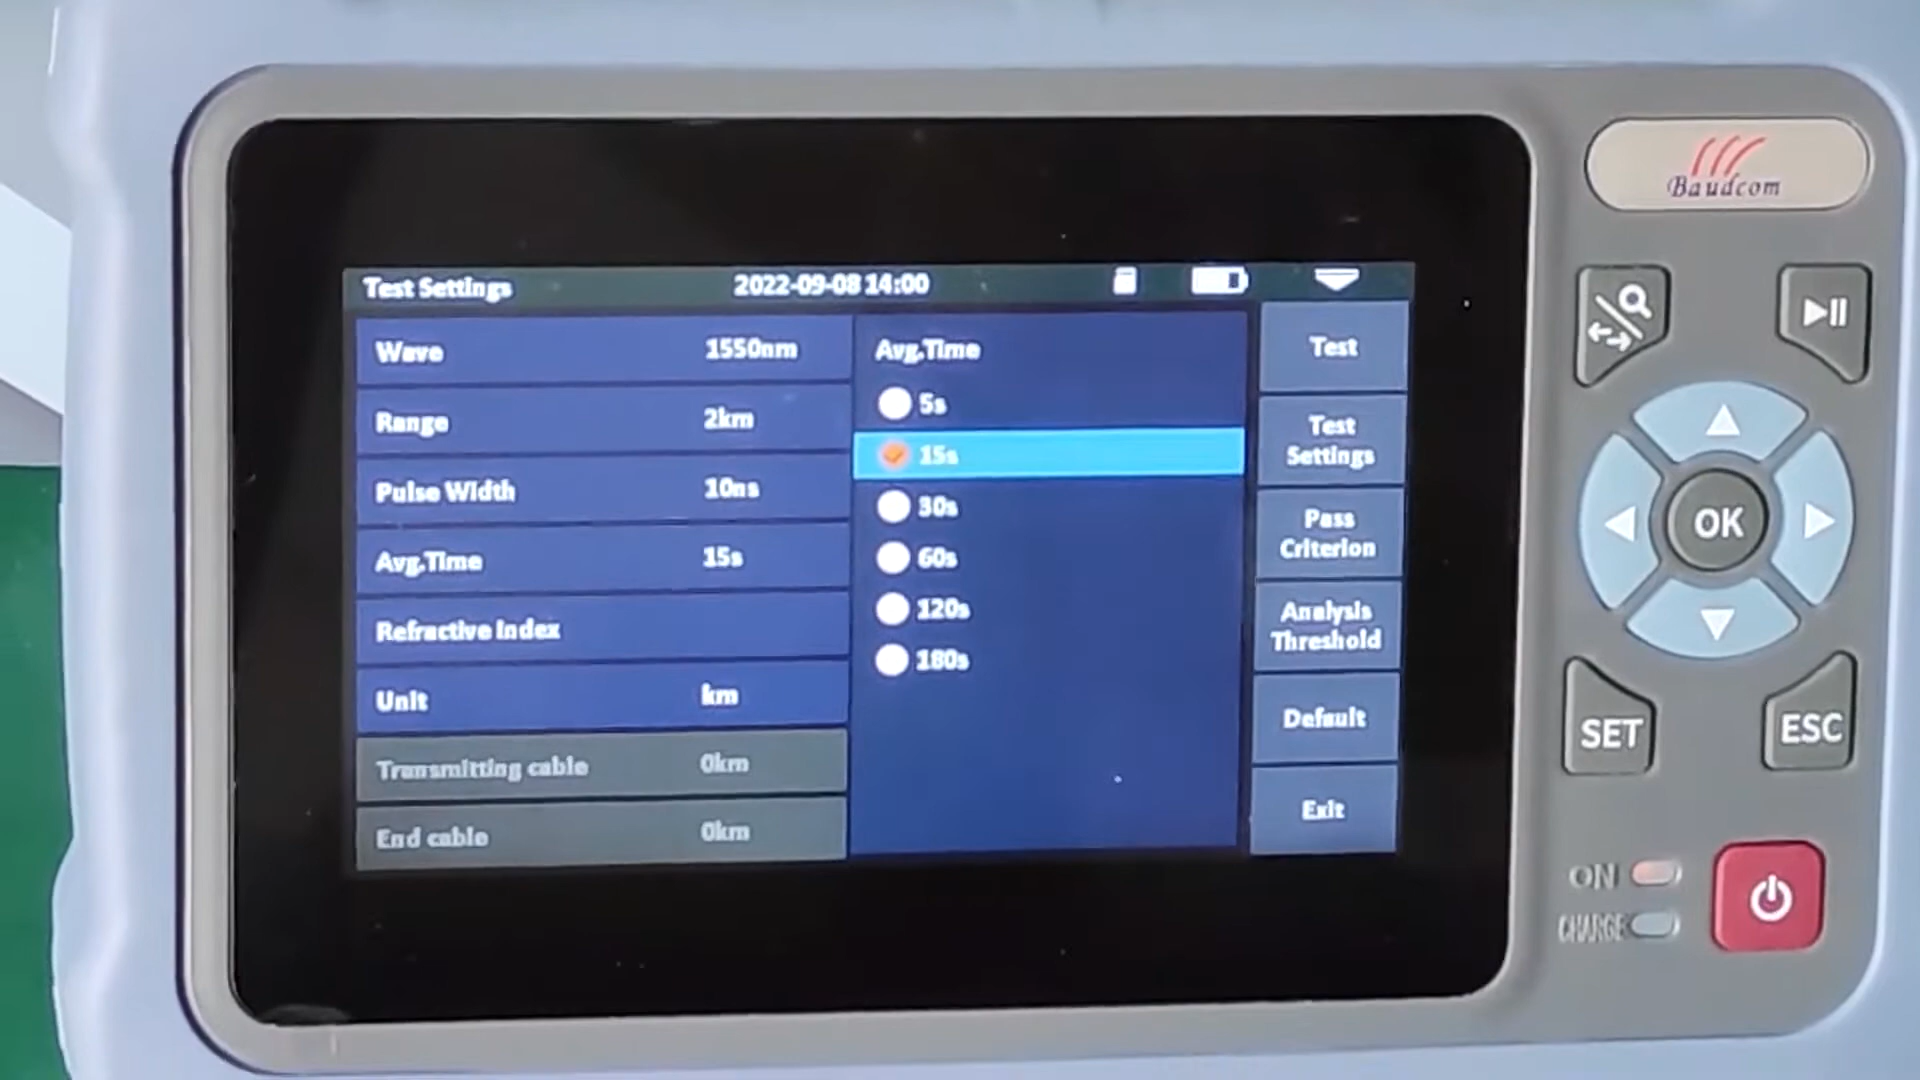 Baudcom
Test Settings 2022-09-08 14:00
Wave 1550nm
Range 2km
Pulse Width 10ns
Avg.Time 15s
Refractive Index
Unit km
Transmitting cable 0km
End cable 0km
Avg.Time
5s
15s
30s
60s
120s
180s
Test
Test
Settings
Pass
Criterion
Analysis
Threshold
Default
Exit
OK
SET
ESC
ON
CHARGE